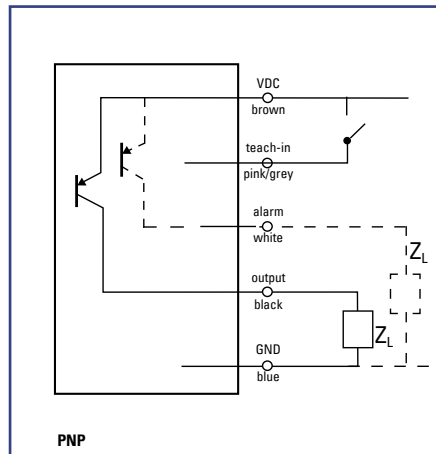 VDC
brown
teach-in
pink/grey
alarm
white
Z_L
output
black
Z_L
GND
blue
PNP